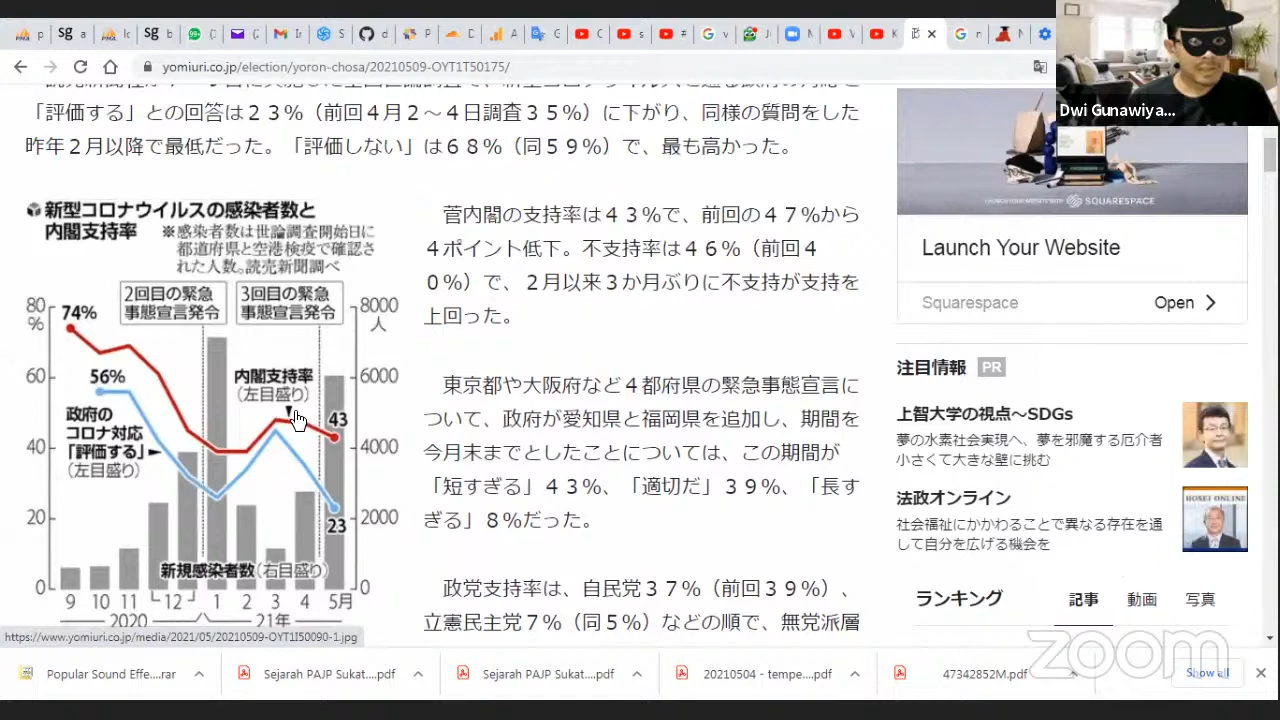 Sg
Sg
yomiuri.co.jp/election/yoron-chosa/20210509-OYT1T50175/
Dwi Gunawiya...
「評価する」との回答は２３％（前回４月２～４日調査３５％）に下がり、同様の質問をした
昨年２月以降で最低だった。「評価しない」は６８％（同５９％）で、最も高かった。
新型コロナウイルスの感染者数と
内閣支持率
※感染者数は世論調査開始日に
都道府県と空港検疫で確認さ
れた人数。読売新聞調べ
80
%
74%
2回目の緊急
事態宣言発令
3回目の緊急
事態宣言発令
8000
人
60
56%
内閣支持率
(左目盛り)
6000
政府の
コロナ対応
「評価する」
(左目盛り)
43
40
4000
20
23
2000
新規感染者数(右目盛り)
0
0
9 10 11 12 1 2 3 4 5月
2020
21年
菅内閣の支持率は４３％で、前回の４７％から
４ポイント低下。不支持率は４６％（前回４
０％）で、２月以来３か月ぶりに不支持が支持を
上回った。
東京都や大阪府など４都府県の緊急事態宣言に
ついて、政府が愛知県と福岡県を追加し、期間を
今月末までとしたことについては、この期間が
「短すぎる」４３％、「適切だ」３９％、「長す
ぎる」８％だった。
政党支持率は、自民党３７％（前回３９％）、
立憲民主党７％（同５％）などの順で、無党派層
LAUNCH YOUR WEBSITE WITH SQUARESPACE
Launch Your Website
Squarespace
Open
注目情報 PR
上智大学の視点～SDGs
夢の水素社会実現へ、夢を邪魔する厄介者
小さくて大きな壁に挑む
法政オンライン
社会福祉にかかわることで異なる存在を通
して自分を広げる機会を
HOSEI ONLINE
ランキング
記事
動画
写真
https://www.yomiuri.co.jp/media/2021/05/20210509-OYT1I50090-1.jpg
zoom
Popular Sound Effe....rar
Sejarah PAJP Sukat....pdf
Sejarah PAJP Sukat....pdf
20210504 - tempe....pdf
47342852M.pdf
Show all